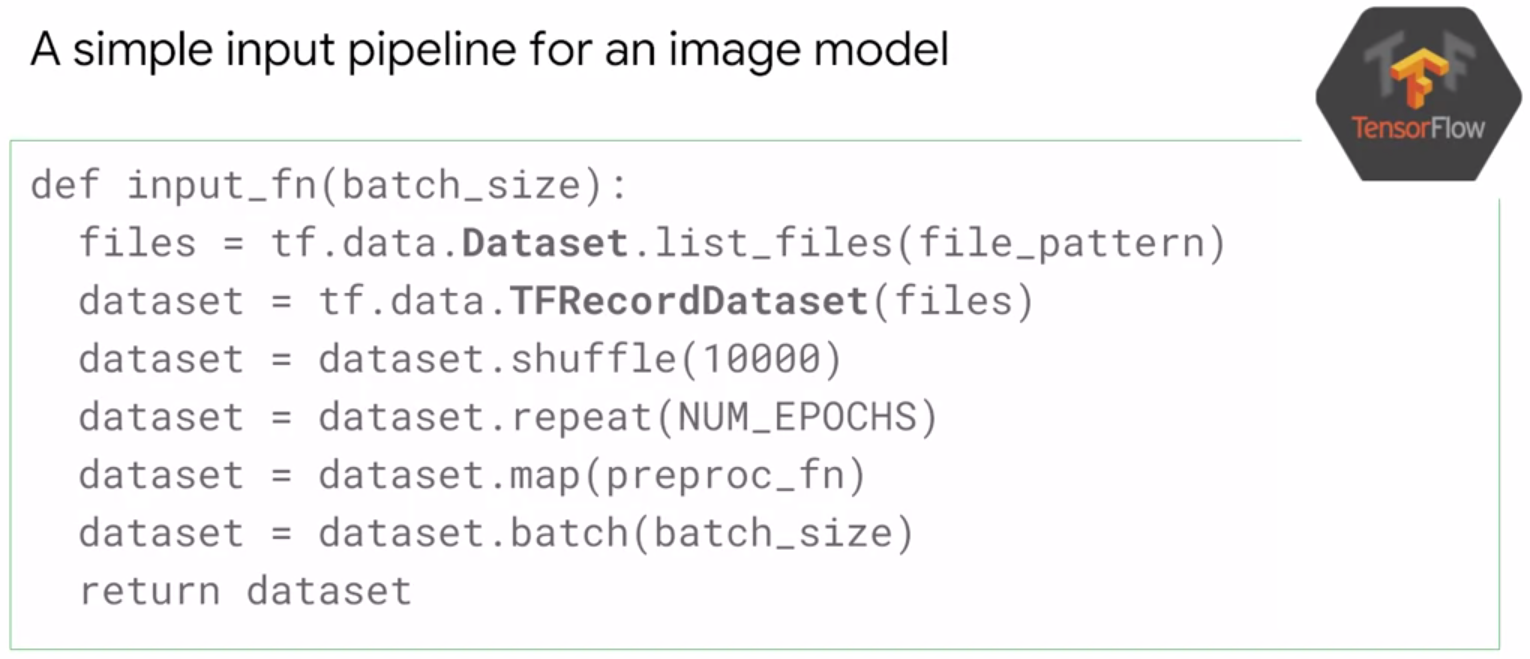 A simple input pipeline for an image model
TensorFlow
def input_fn(batch_size):
  files = tf.data.Dataset.list_files(file_pattern)
  dataset = tf.data.TFRecordDataset(files)
  dataset = dataset.shuffle(10000)
  dataset = dataset.repeat(NUM_EPOCHS)
  dataset = dataset.map(preproc_fn)
  dataset = dataset.batch(batch_size)
  return dataset